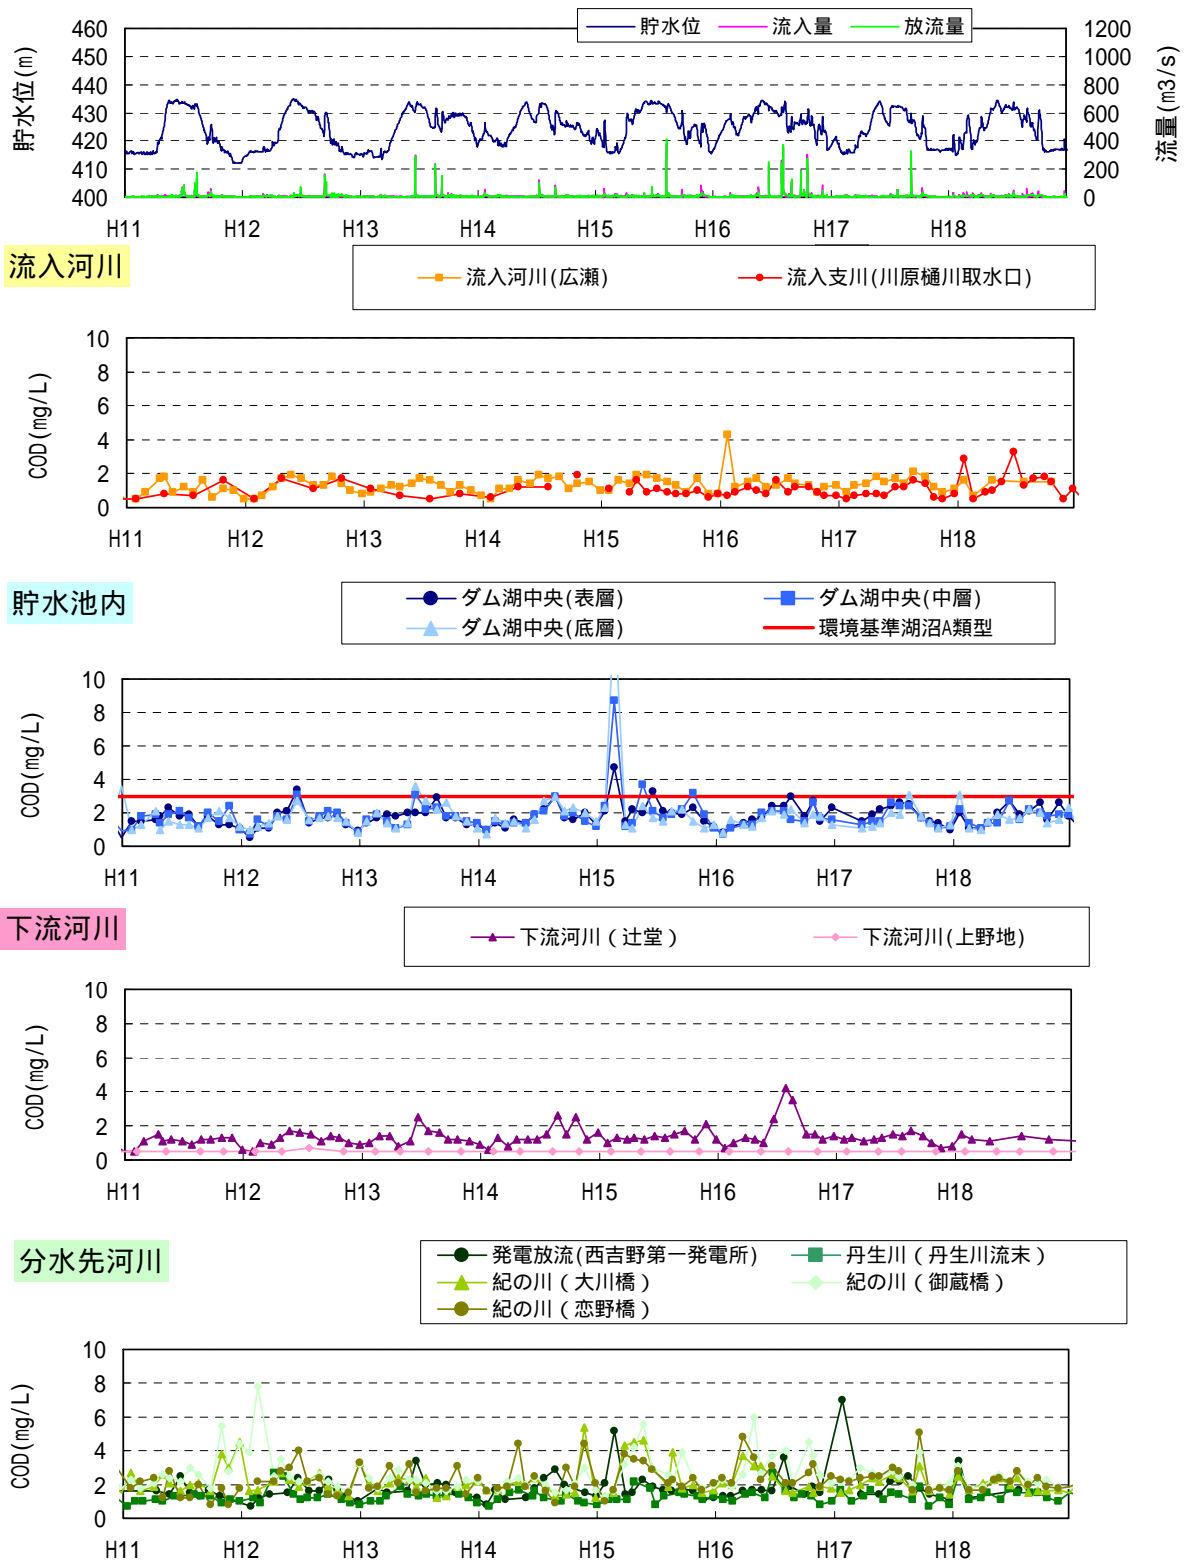 貯水位 流入量 放流量
貯水位(m)
460
450
440
430
420
410
400
流量(m3/s)
1200
1000
800
600
400
200
0
H11 H12 H13 H14 H15 H16 H17 H18
流入河川
流入河川(広瀬) 流入支川(川原樋川取水口)
COD(mg/L)
10
8
6
4
2
0
H11 H12 H13 H14 H15 H16 H17 H18
貯水池内
ダム湖中央(表層) ダム湖中央(中層)
ダム湖中央(底層) 環境基準湖沼A類型
COD(mg/L)
10
8
6
4
2
0
H11 H12 H13 H14 H15 H16 H17 H18
下流河川
下流河川(辻堂) 下流河川(上野地)
COD(mg/L)
10
8
6
4
2
0
H11 H12 H13 H14 H15 H16 H17 H18
分水先河川
発電放流(西吉野第一発電所) 丹生川(丹生川流末)
紀の川(大川橋) 紀の川(御蔵橋)
紀の川(恋野橋)
COD(mg/L)
10
8
6
4
2
0
H11 H12 H13 H14 H15 H16 H17 H18